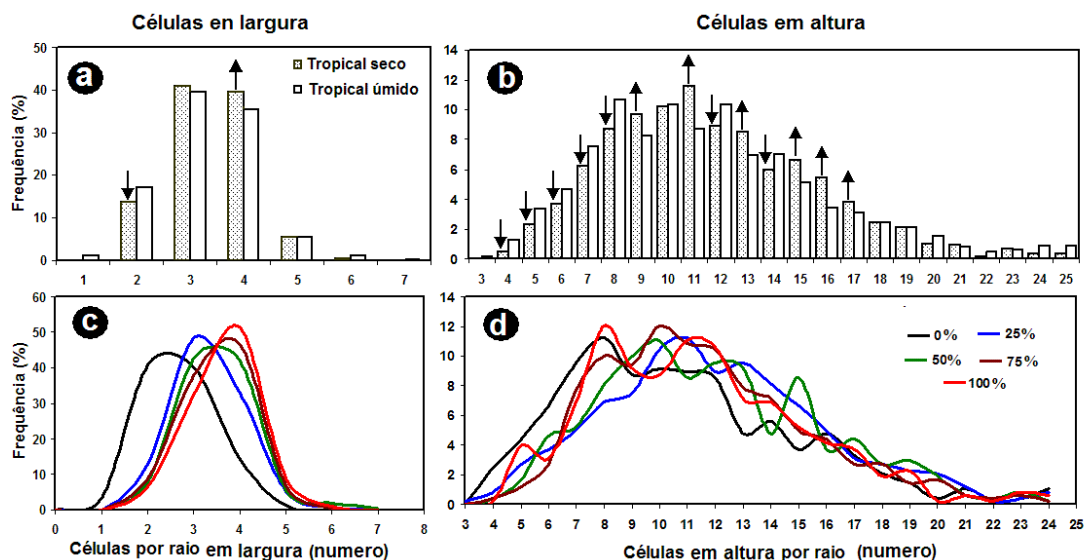 Células en largura
Células em altura
Frequência (%)
50
40
30
20
10
0
a
Tropical seco
Tropical úmido
1 2 3 4 5 6 7
14
12
10
8
6
4
2
0
b
3 4 5 6 7 8 9 10 11 12 13 14 15 16 17 18 19 20 21 22 23 24 25
Frequência (%)
60
50
40
30
20
10
0
c
0 1 2 3 4 5 6 7 8
Células por raio em largura (numero)
14
12
10
8
6
4
2
0
d
0% 25%
50% 75%
100%
3 4 5 6 7 8 9 10 11 12 13 14 15 16 17 18 19 20 21 22 23 24 25
Células em altura por raio (numero)